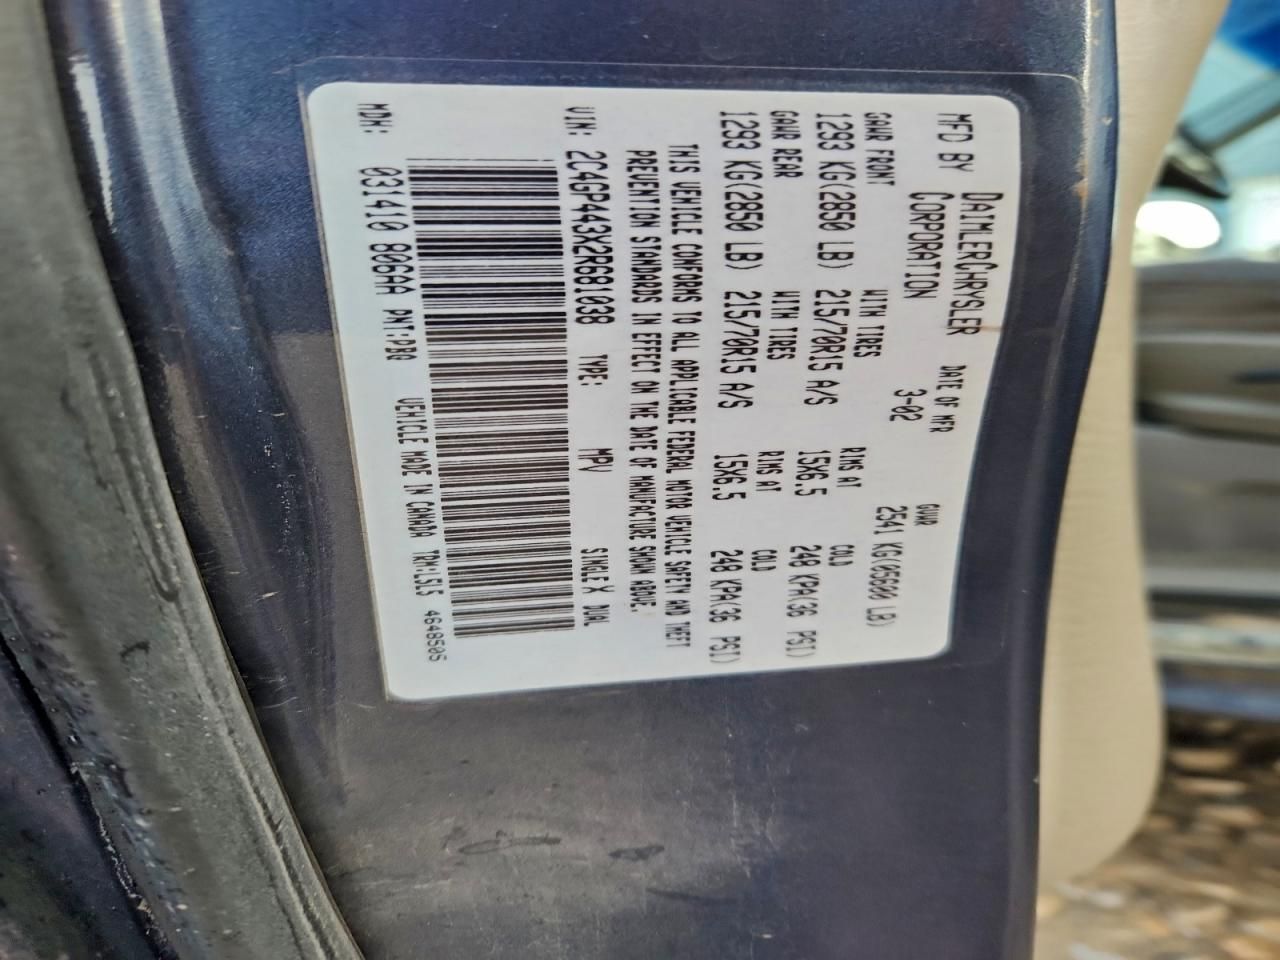 MFD BY DAIMLERCHRYSLER CORPORATION DATE OF MFR 3-02 GVWR 2541 KG(05600 LB)
GAWR FRONT WITH TIRES RIMS AT COLD
1293 KG(2850 LB) 215/70R15 A/S 15X6.5 248 KPA(36 PSI)
GAWR REAR WITH TIRES RIMS AT COLD
1293 KG(2850 LB) 215/70R15 A/S 15X6.5 248 KPA(36 PSI)
THIS VEHICLE CONFORMS TO ALL APPLICABLE FEDERAL MOTOR VEHICLE SAFETY AND THEFT
PREVENTION STANDARDS IN EFFECT ON THE DATE OF MANUFACTURE SHOWN ABOVE.
VIN: 2C4GP443X2R681038 TYPE: MPV SINGLE X DUAL
MDH: 031410 806AA PNT:PBQ VEHICLE MADE IN CANADA TRM:L5L5 4648505